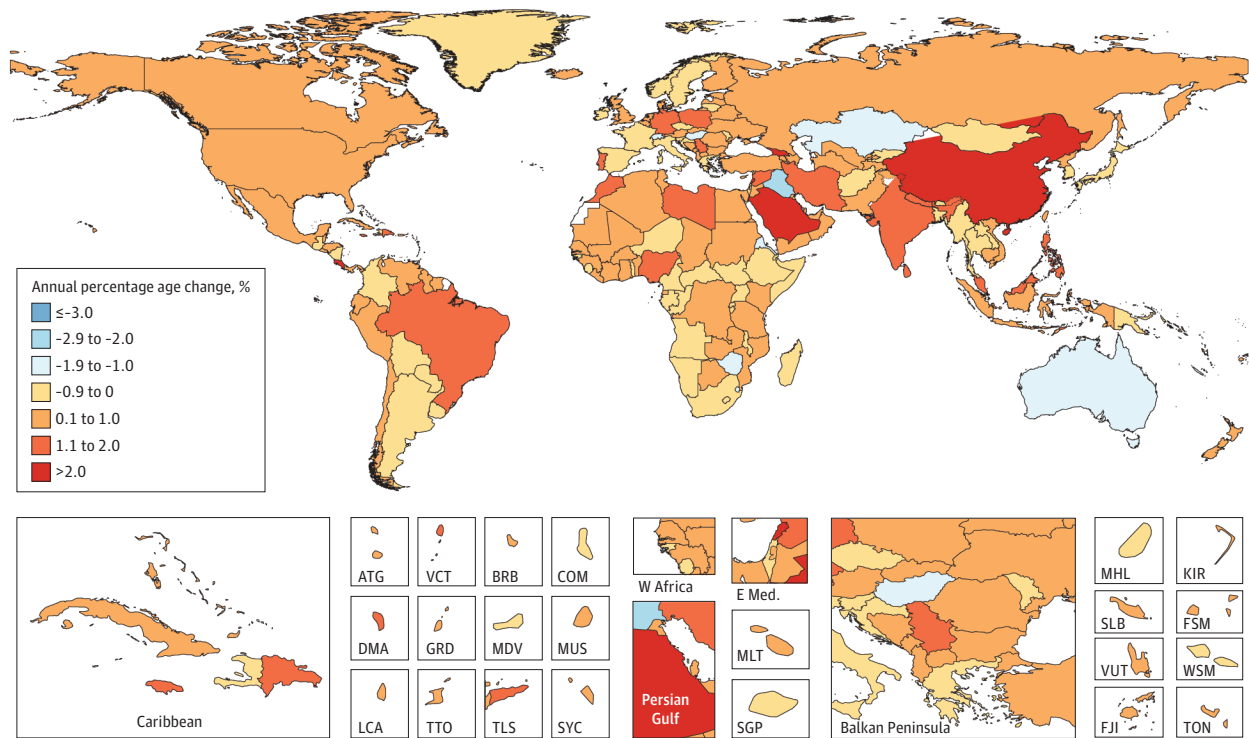 Annual percentage age change, %
≤–3.0
–2.9 to –2.0
–1.9 to –1.0
–0.9 to 0
0.1 to 1.0
1.1 to 2.0
>2.0
Caribbean
ATG
VCT
BRB
COM
DMA
GRD
MDV
MUS
LCA
TTO
TLS
SYC
W Africa
E Med.
Persian
Gulf
MLT
SGP
Balkan Peninsula
MHL
KIR
SLB
FSM
VUT
WSM
FJI
TON